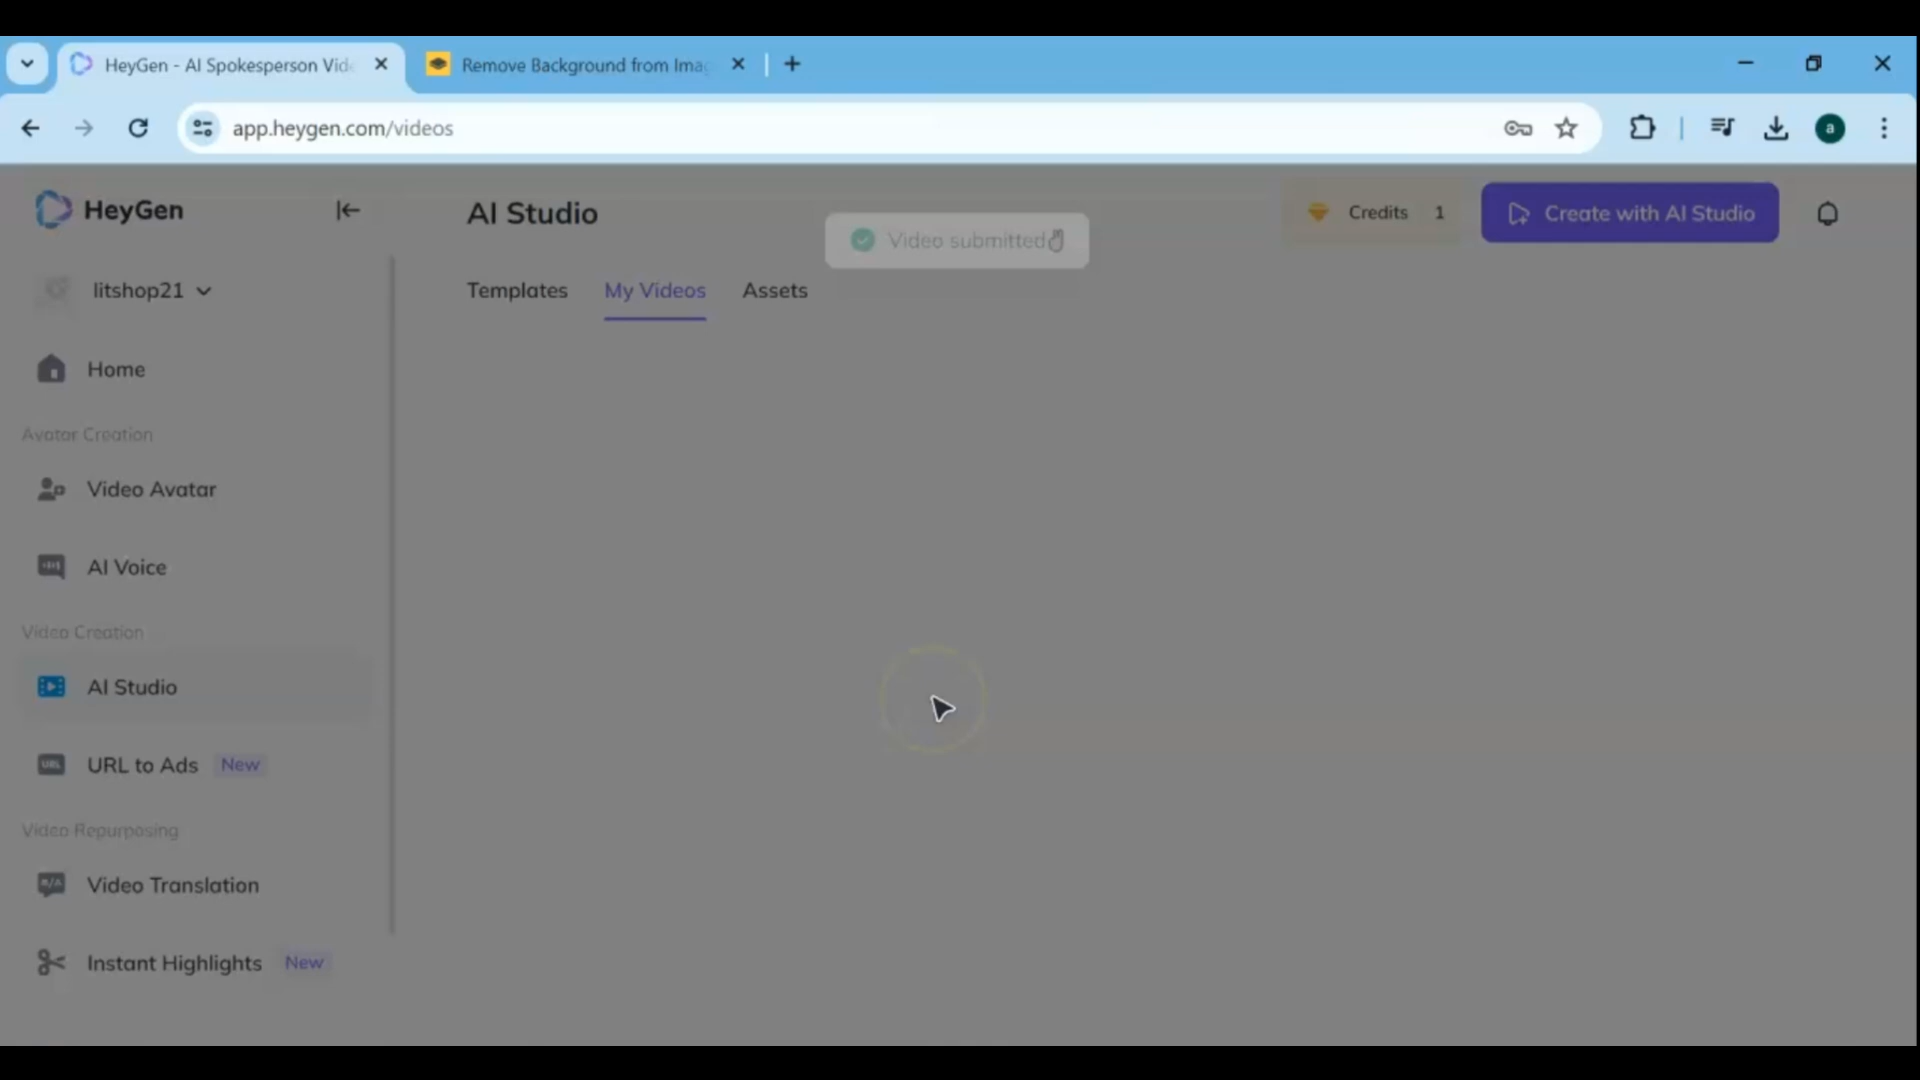 HeyGen - AI Spokesperson Vid
Remove Background from Ima
app.heygen.com/videos
a
HeyGen
AI Studio
Credits 1
Create with AI Studio
Video submitted
litshop21
Templates
My Videos
Assets
Home
Avatar Creation
Video Avatar
AI Voice
Video Creation
AI Studio
URL
URL to Ads New
Video Repurposing
Video Translation
Instant Highlights New